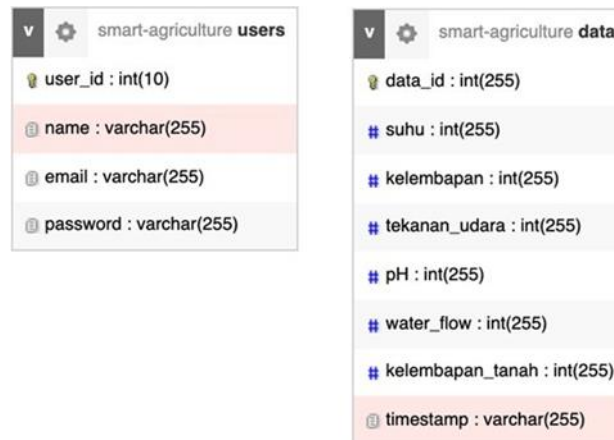 v smart-agriculture users
user_id : int(10)
name : varchar(255)
email : varchar(255)
password : varchar(255)
v smart-agriculture data
data_id : int(255)
# suhu : int(255)
# kelembapan : int(255)
# tekanan_udara : int(255)
# pH : int(255)
# water_flow : int(255)
# kelembapan_tanah : int(255)
timestamp : varchar(255)